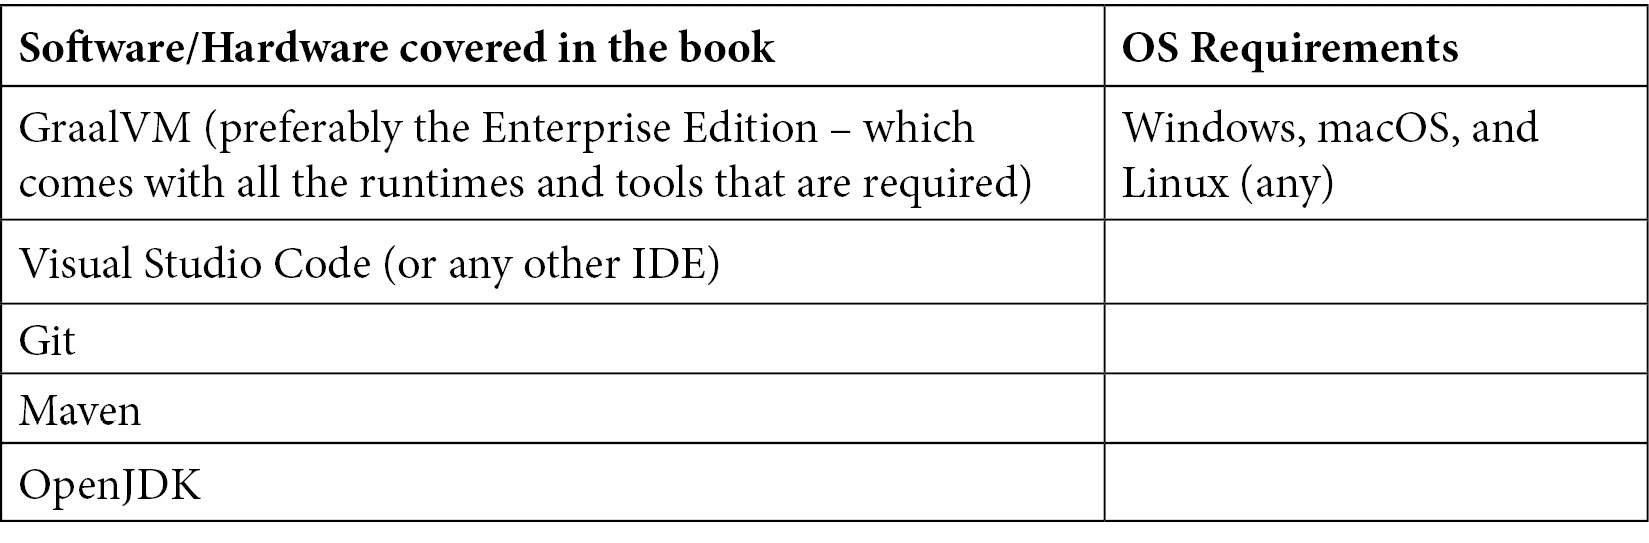 Software/Hardware covered in the book
OS Requirements
GraalVM (preferably the Enterprise Edition – which
comes with all the runtimes and tools that are required)
Windows, macOS, and
Linux (any)
Visual Studio Code (or any other IDE)
Git
Maven
OpenJDK